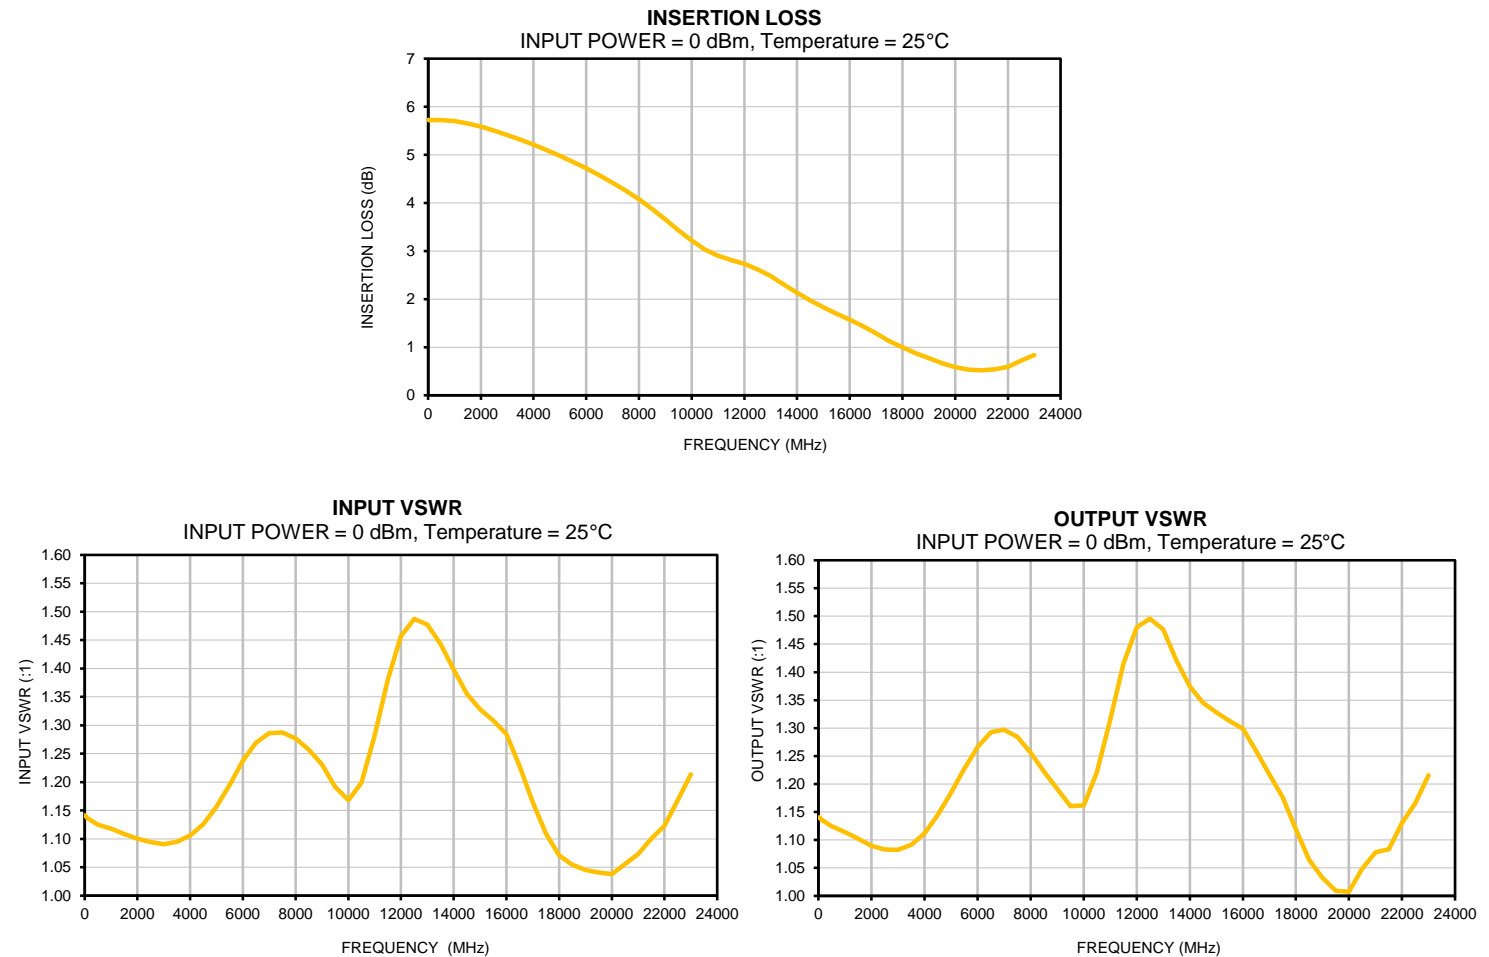 INSERTION LOSS
INPUT POWER = 0 dBm, Temperature = 25°C
7
6
5
4
3
2
1
0
INSERTION LOSS (dB)
0 2000 4000 6000 8000 10000 12000 14000 16000 18000 20000 22000 24000
FREQUENCY (MHz)
INPUT VSWR
INPUT POWER = 0 dBm, Temperature = 25°C
1.60
1.55
1.50
1.45
1.40
1.35
1.30
1.25
1.20
1.15
1.10
1.05
1.00
INPUT VSWR (:1)
0 2000 4000 6000 8000 10000 12000 14000 16000 18000 20000 22000 24000
FREQUENCY (MHz)
OUTPUT VSWR
INPUT POWER = 0 dBm, Temperature = 25°C
1.60
1.50
1.45
1.40
1.35
1.30
1.25
1.20
1.15
1.10
1.05
1.00
OUTPUT VSWR (:1)
0 2000 4000 6000 8000 10000 12000 14000 16000 18000 20000 22000 24000
FREQUENCY (MHz)